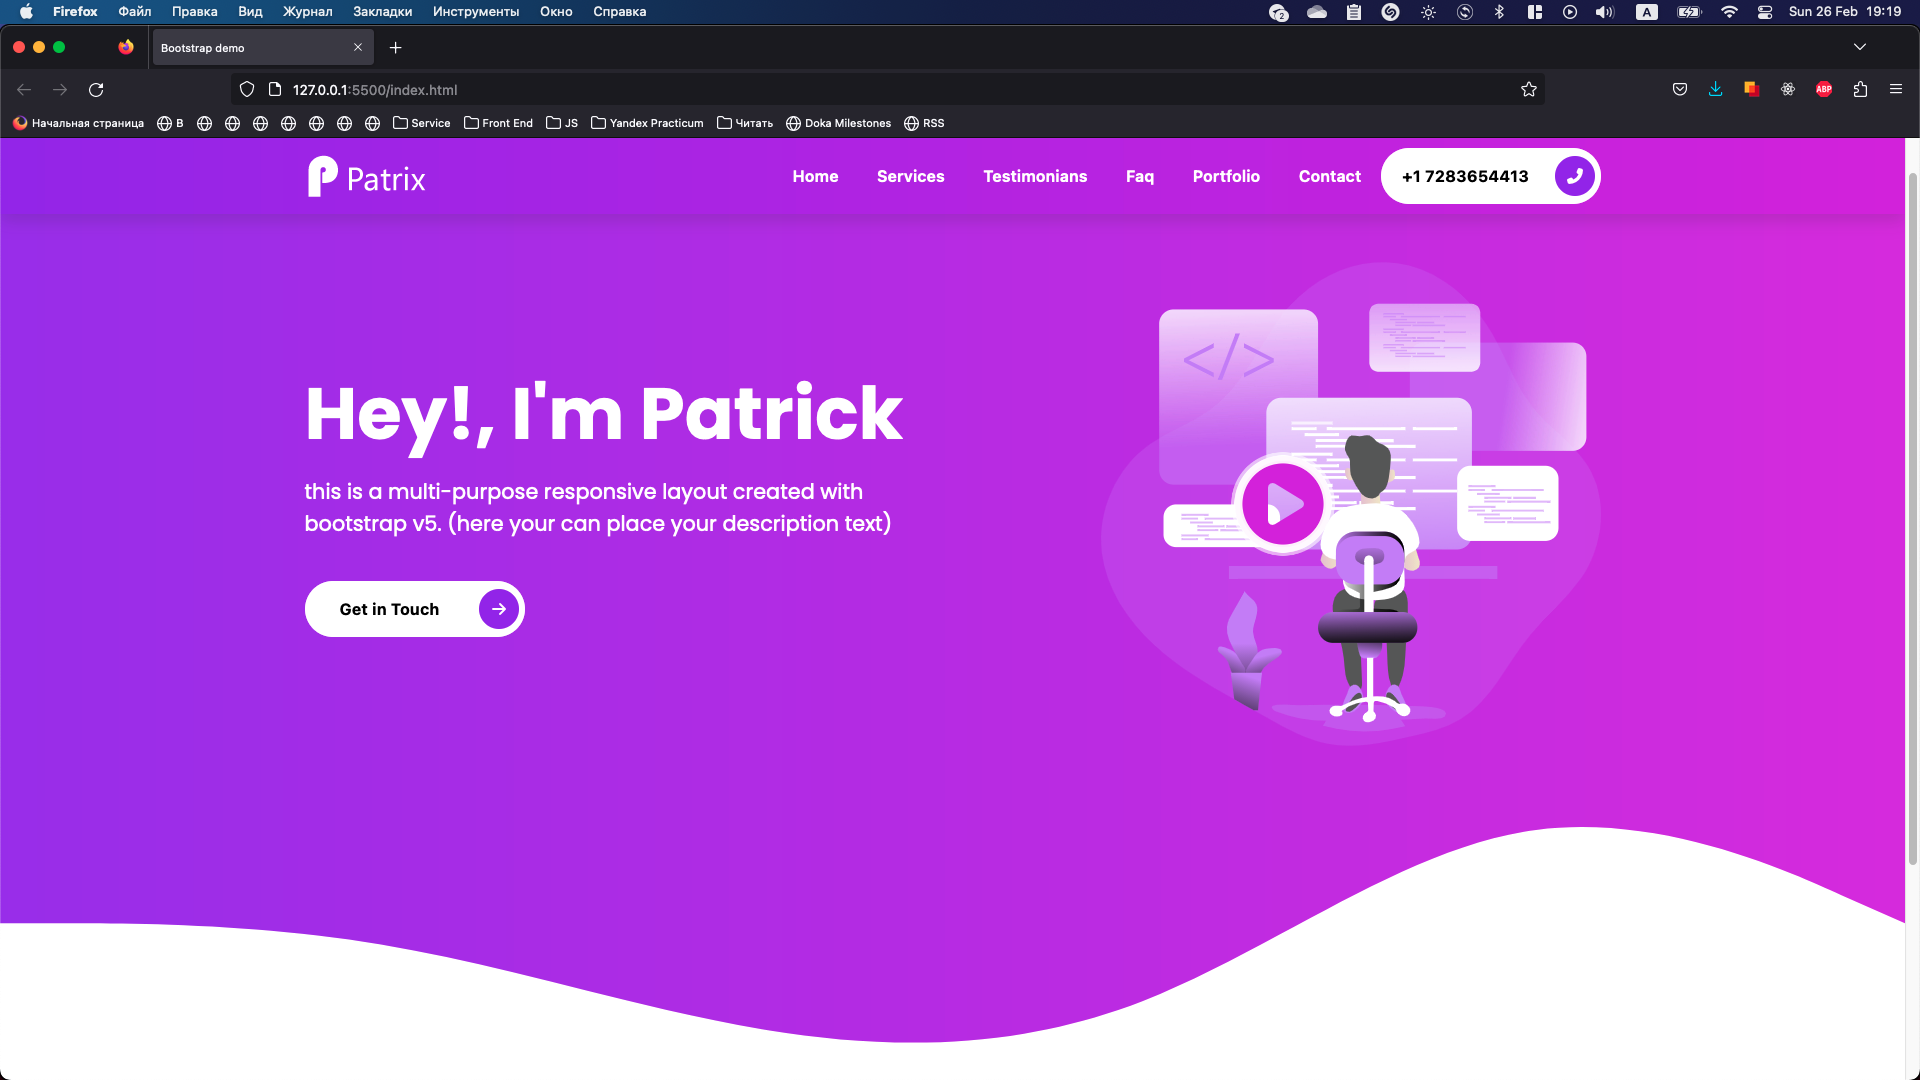 Firefox Файл Правка Вид Журнал Закладки Инструменты Окно Справка 2 A Sun 26 Feb 19:19
Bootstrap demo
127.0.0.1:5500/index.html ABP
Начальная страница В Service Front End JS Yandex Practicum Читать Doka Milestones RSS
Patrix Home Services Testimonials Faq Portfolio Contact +1 7283654413
</>
Hey!, I'm Patrick
this is a multi-purpose responsive layout created with
bootstrap v5. (here your can place your description text)
Get in Touch